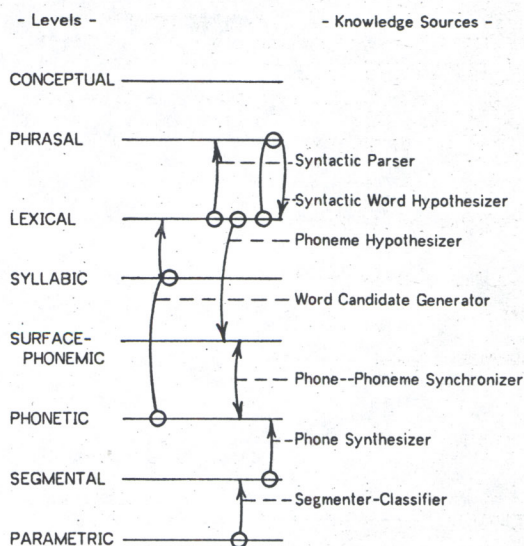 - Levels -
- Knowledge Sources -
CONCEPTUAL
PHRASAL
Syntactic Parser
Syntactic Word Hypothesizer
LEXICAL
Phoneme Hypothesizer
SYLLABIC
Word Candidate Generator
SURFACE-
PHONEMIC
Phone--Phoneme Synchronizer
PHONETIC
Phone Synthesizer
SEGMENTAL
Segmenter-Classifier
PARAMETRIC